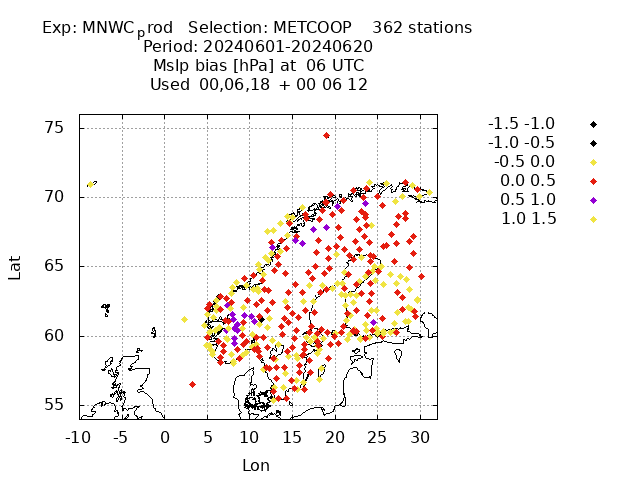 Exp: MNWCprod Selection: METCOOP 362 stations
Period: 20240601-20240620
Mslp bias [hPa] at 06 UTC
Used 00,06,18 + 00 06 12
-1.5 -1.0
-1.0 -0.5
-0.5 0.0
0.0 0.5
0.5 1.0
1.0 1.5
75
70
65
60
55
Lat
-10 -5 0 5 10 15 20 25 30
Lon